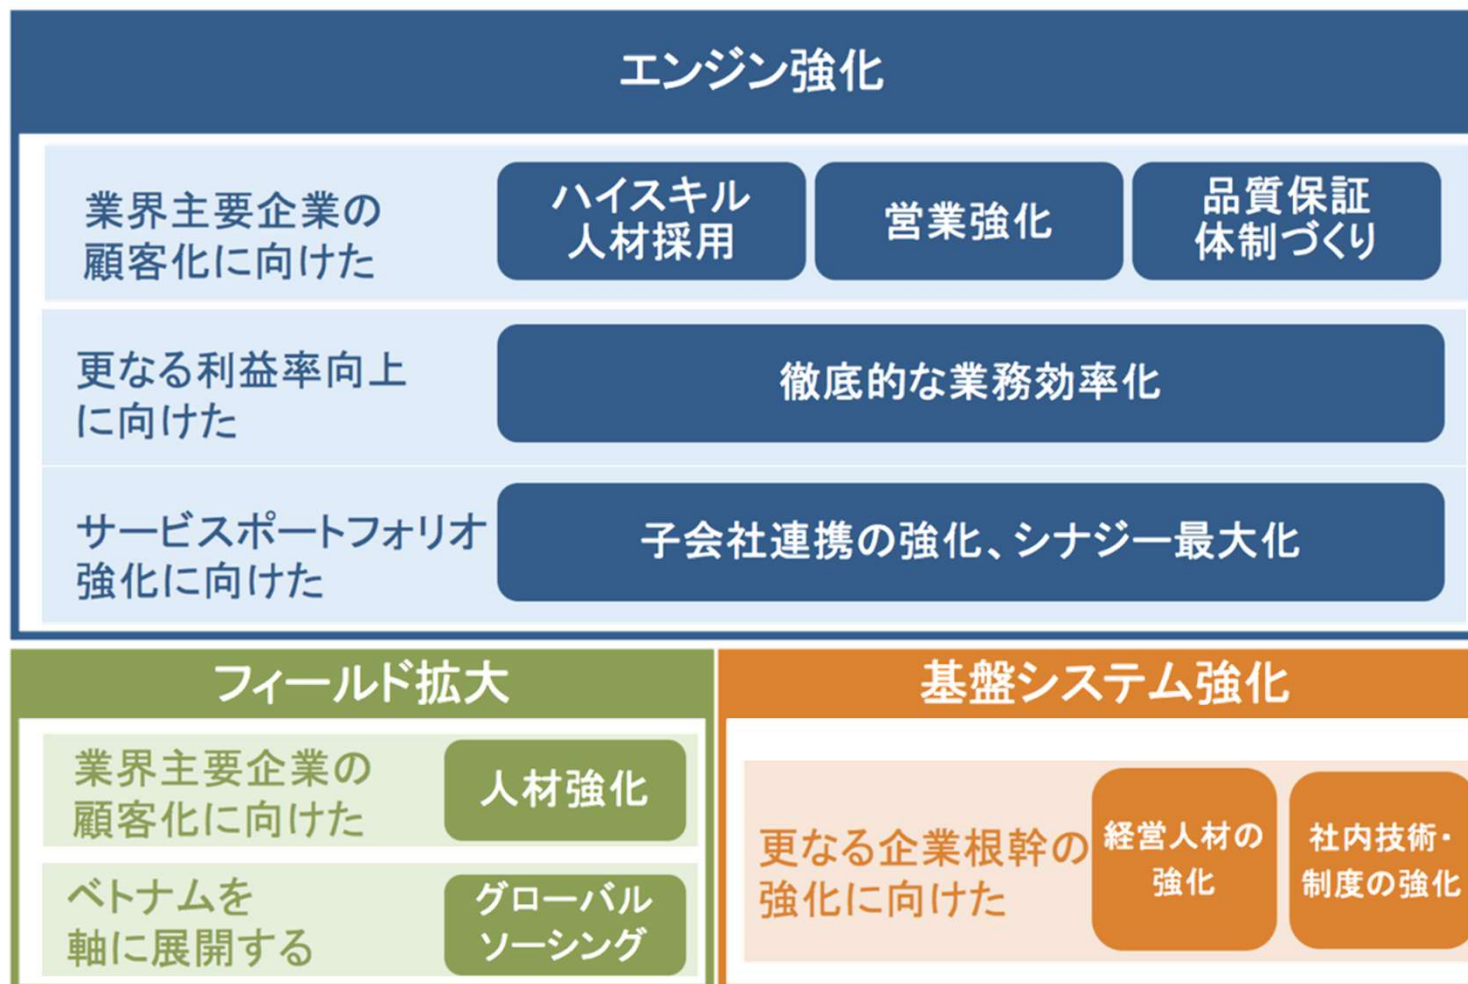 エンジン強化
業界主要企業の
顧客化に向けた
ハイスキル
人材採用
営業強化
品質保証
体制づくり
更なる利益率向上
に向けた
徹底的な業務効率化
サービスポートフォリオ
強化に向けた
子会社連携の強化、シナジー最大化
フィールド拡大
業界主要企業の
顧客化に向けた
人材強化
ベトナムを
軸に展開する
グローバル
ソーシング
基盤システム強化
更なる企業根幹の
強化に向けた
経営人材の
強化
社内技術・
制度の強化